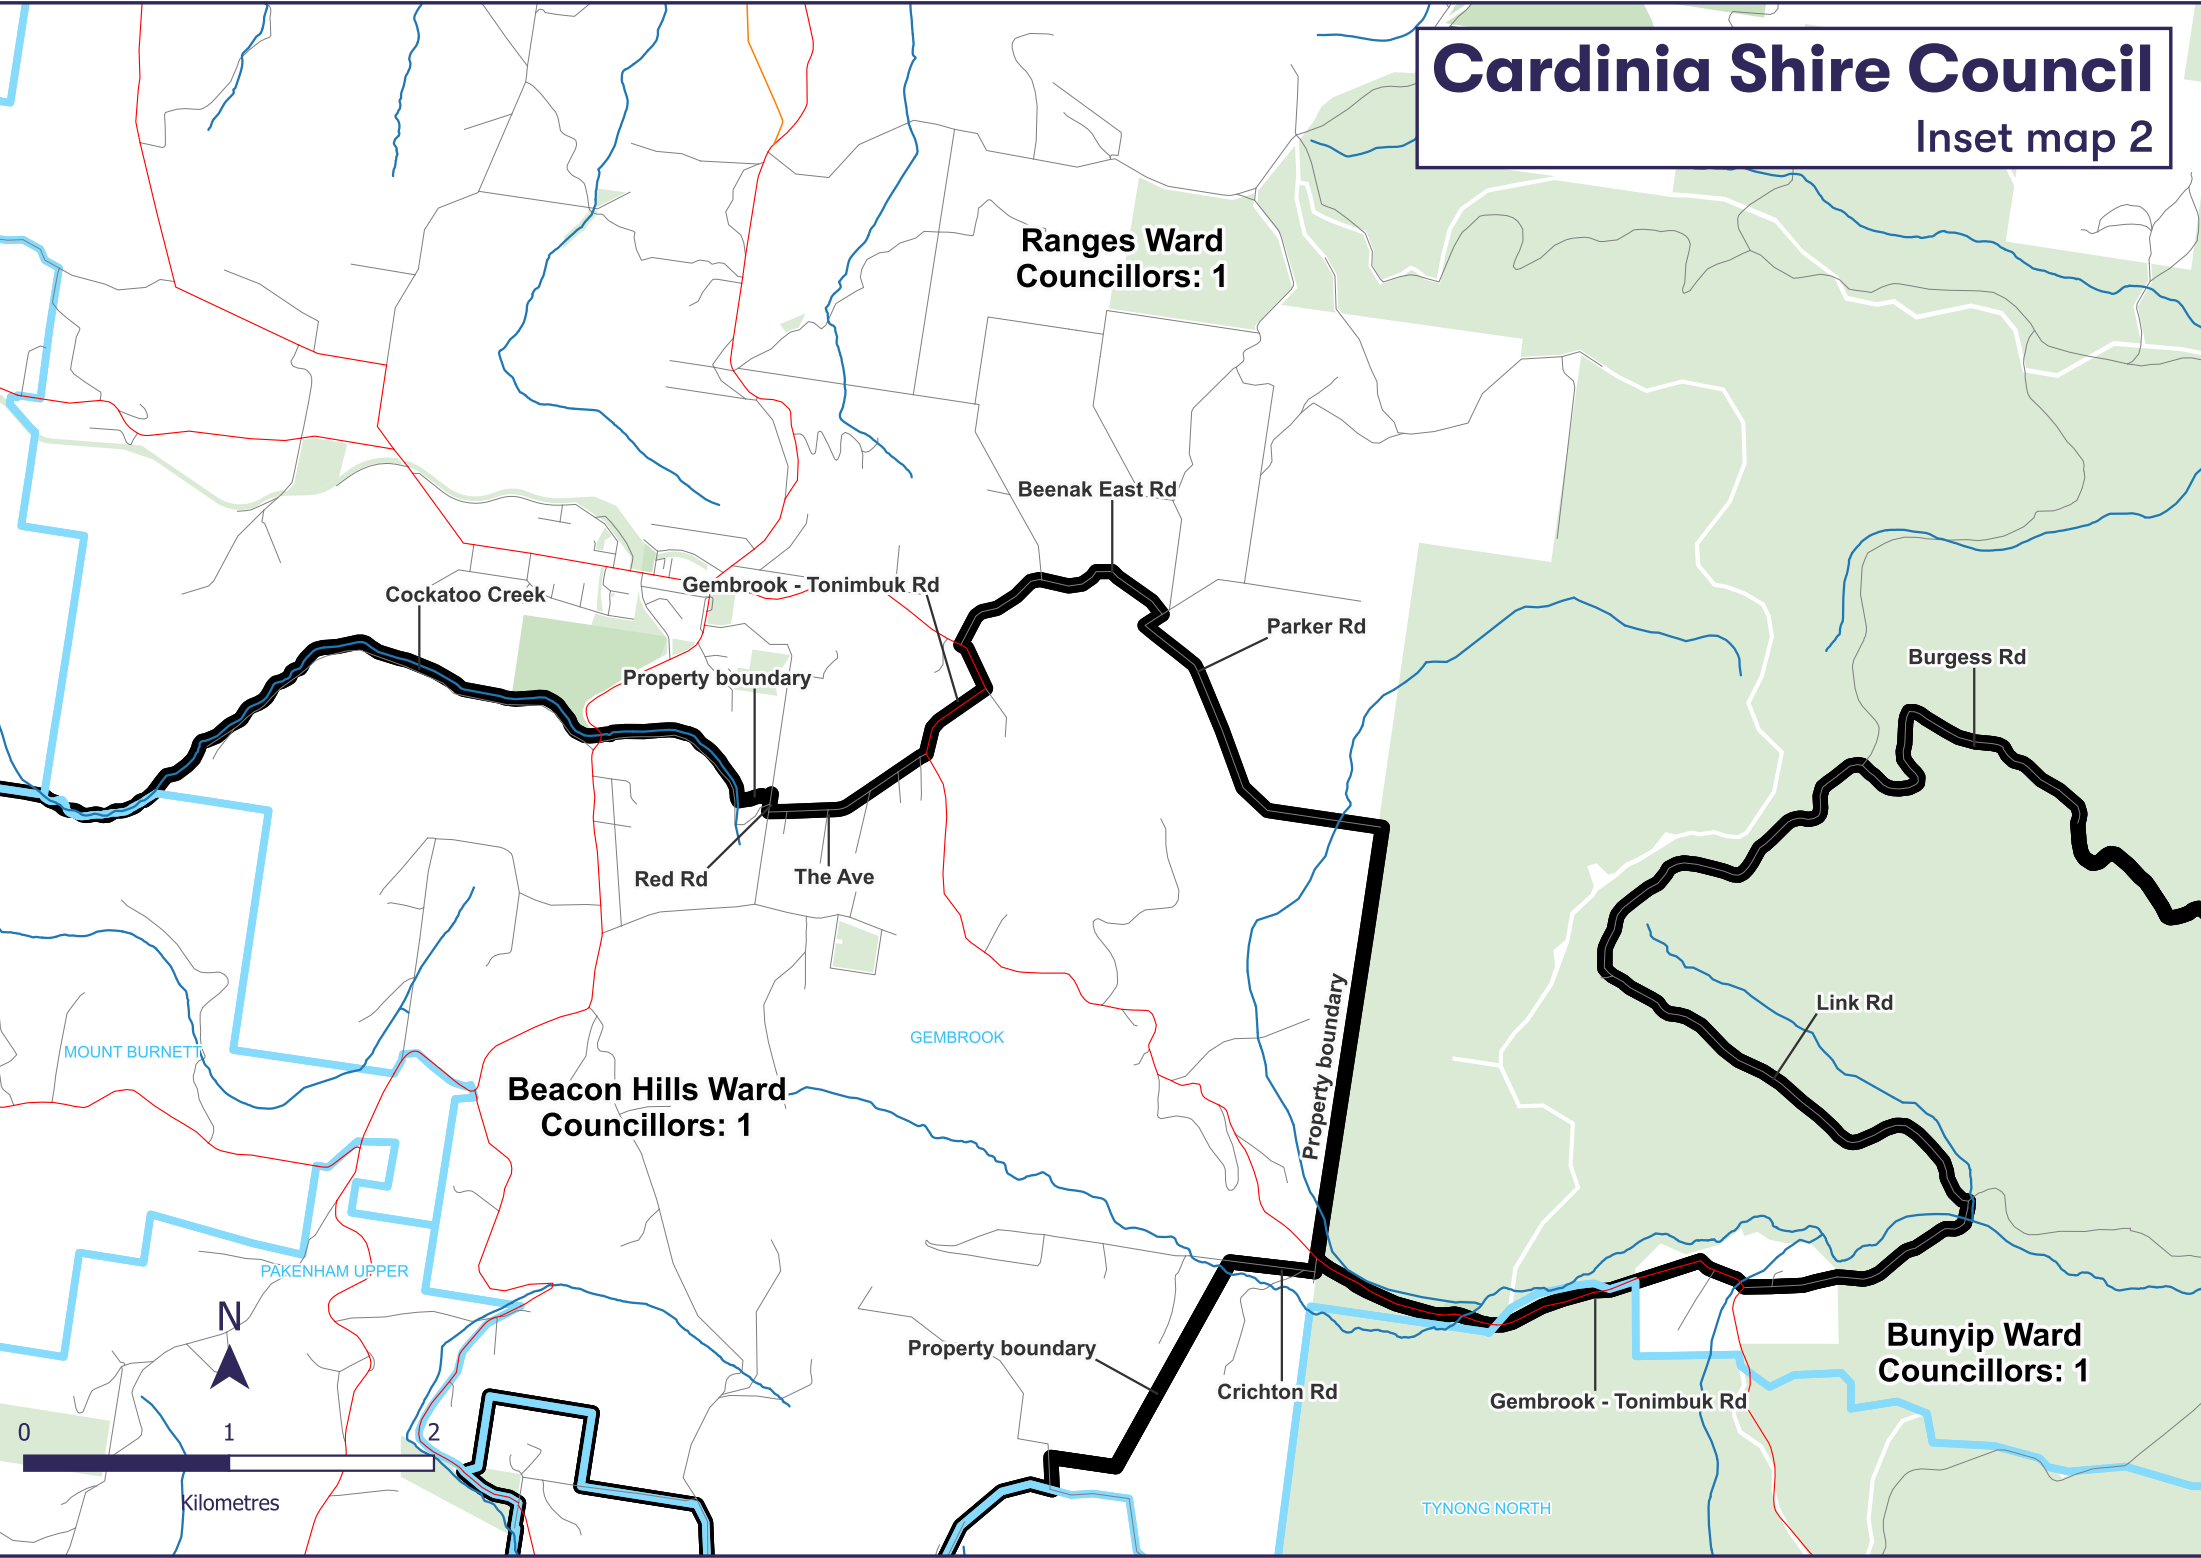 Cardinia Shire Council
Inset map 2
Ranges Ward
Councillors: 1
Beenak East Rd
Gembrook - Tonimbuk Rd
Cockatoo Creek
Parker Rd
Burgess Rd
Property boundary
Red Rd
The Ave
Link Rd
Property boundary
MOUNT BURNETT
GEMBROOK
Beacon Hills Ward
Councillors: 1
PAKENHAM UPPER
N
Property boundary
Crichton Rd
Gembrook - Tonimbuk Rd
Bunyip Ward
Councillors: 1
0 1 2
Kilometres
TYNONG NORTH